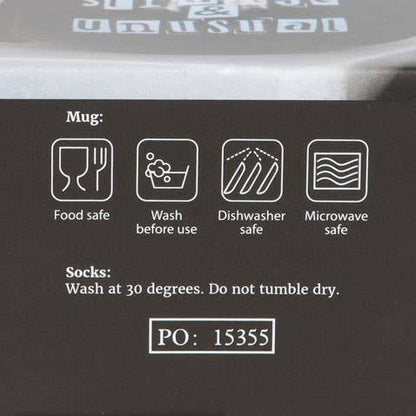 &
unusual
Mug:
Food safe
Wash
before use
Dishwasher
safe
Microwave
safe
Socks:
Wash at 30 degrees. Do not tumble dry.
PO: 15355